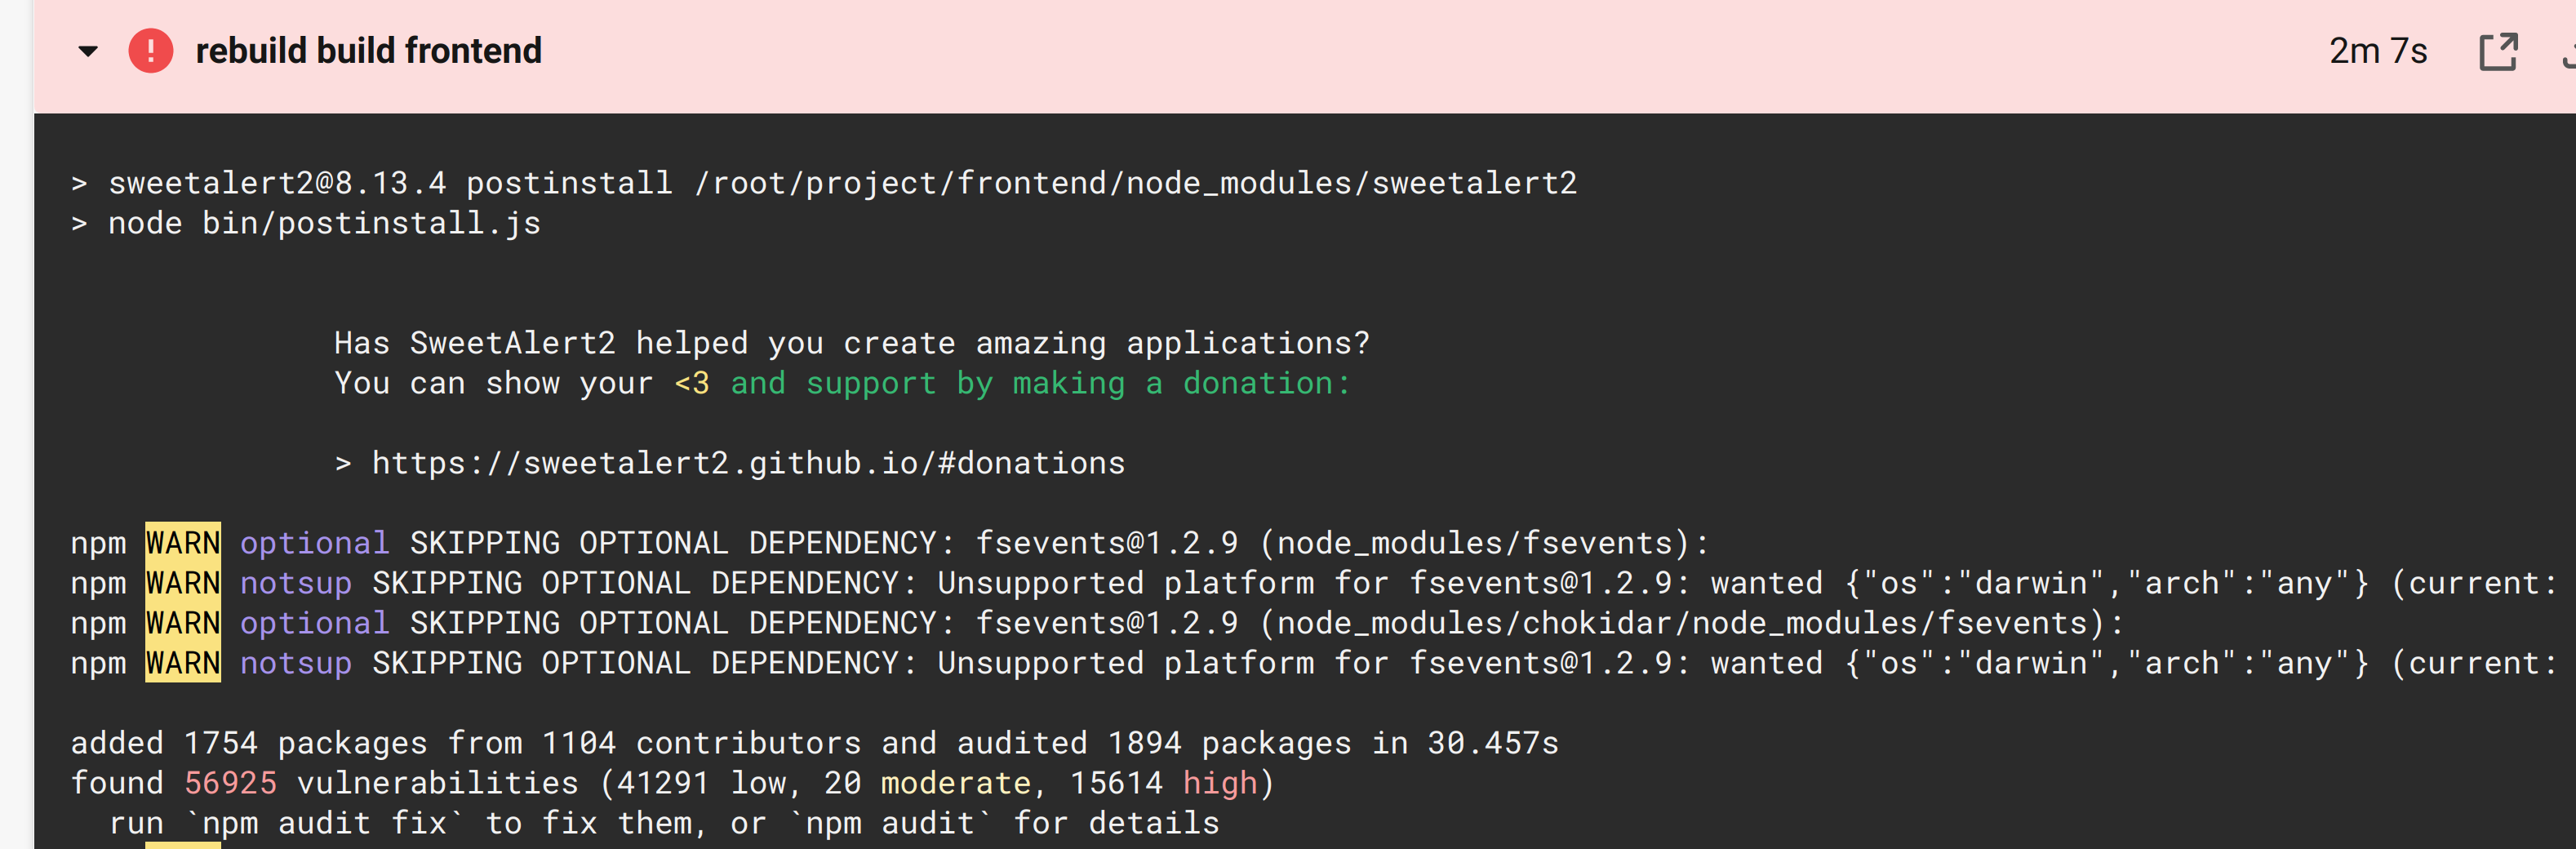 rebuild build frontend
2m 7s
> sweetalert2@8.13.4 postinstall /root/project/frontend/node_modules/sweetalert2
> node bin/postinstall.js
Has SweetAlert2 helped you create amazing applications?
You can show your <3 and support by making a donation:
> https://sweetalert2.github.io/#donations
npm WARN optional SKIPPING OPTIONAL DEPENDENCY: fsevents@1.2.9 (node_modules/fsevents):
npm WARN notsup SKIPPING OPTIONAL DEPENDENCY: Unsupported platform for fsevents@1.2.9: wanted {"os":"darwin","arch":"any"} (current:
npm WARN optional SKIPPING OPTIONAL DEPENDENCY: fsevents@1.2.9 (node_modules/chokidar/node_modules/fsevents):
npm WARN notsup SKIPPING OPTIONAL DEPENDENCY: Unsupported platform for fsevents@1.2.9: wanted {"os":"darwin","arch":"any"} (current:
added 1754 packages from 1104 contributors and audited 1894 packages in 30.457s
found 56925 vulnerabilities (41291 low, 20 moderate, 15614 high)
run `npm audit fix` to fix them, or `npm audit` for details